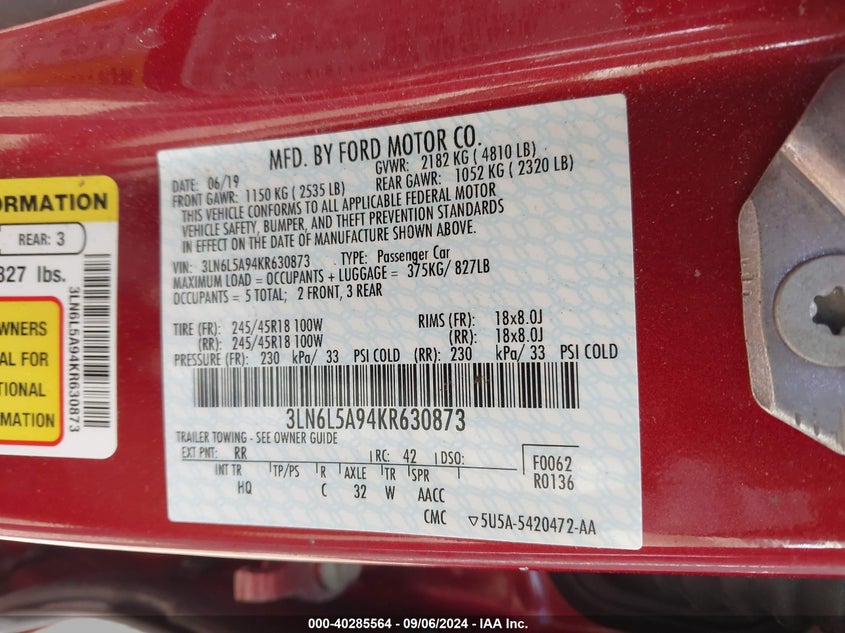 ORMATION
REAR: 3
827 lbs.
WNERS
AL FOR
TIONAL
RMATION
3LN6L5A94KR630873
MFD. BY FORD MOTOR CO.
DATE: 06/19 GVWR: 2182 KG ( 4810 LB)
FRONT GAWR: 1150 KG ( 2535 LB) REAR GAWR: 1052 KG ( 2320 LB)
THIS VEHICLE CONFORMS TO ALL APPLICABLE FEDERAL MOTOR
VEHICLE SAFETY, BUMPER, AND THEFT PREVENTION STANDARDS
IN EFFECT ON THE DATE OF MANUFACTURE SHOWN ABOVE.
VIN: 3LN6L5A94KR630873 TYPE: Passenger Car
MAXIMUM LOAD = OCCUPANTS + LUGGAGE = 375KG/ 827LB
OCCUPANTS = 5 TOTAL; 2 FRONT, 3 REAR
TIRE (FR): 245/45R18 100W RIMS (FR): 18x8.0J
(RR): 245/45R18 100W (RR): 18x8.0J
PRESSURE (FR): 230 kPa/ 33 PSI COLD (RR): 230 kPa/ 33 PSI COLD
3LN6L5A94KR630873
TRAILER TOWING - SEE OWNER GUIDE
EXT PNT: RR RC: 42 DSO: F0062
INT TR TP/PS R AXLE TR SPR R0136
HQ C 32 W AACC
CMC ▽5U5A-5420472-AA
000-40285564 - 09/06/2024 - IAA Inc.